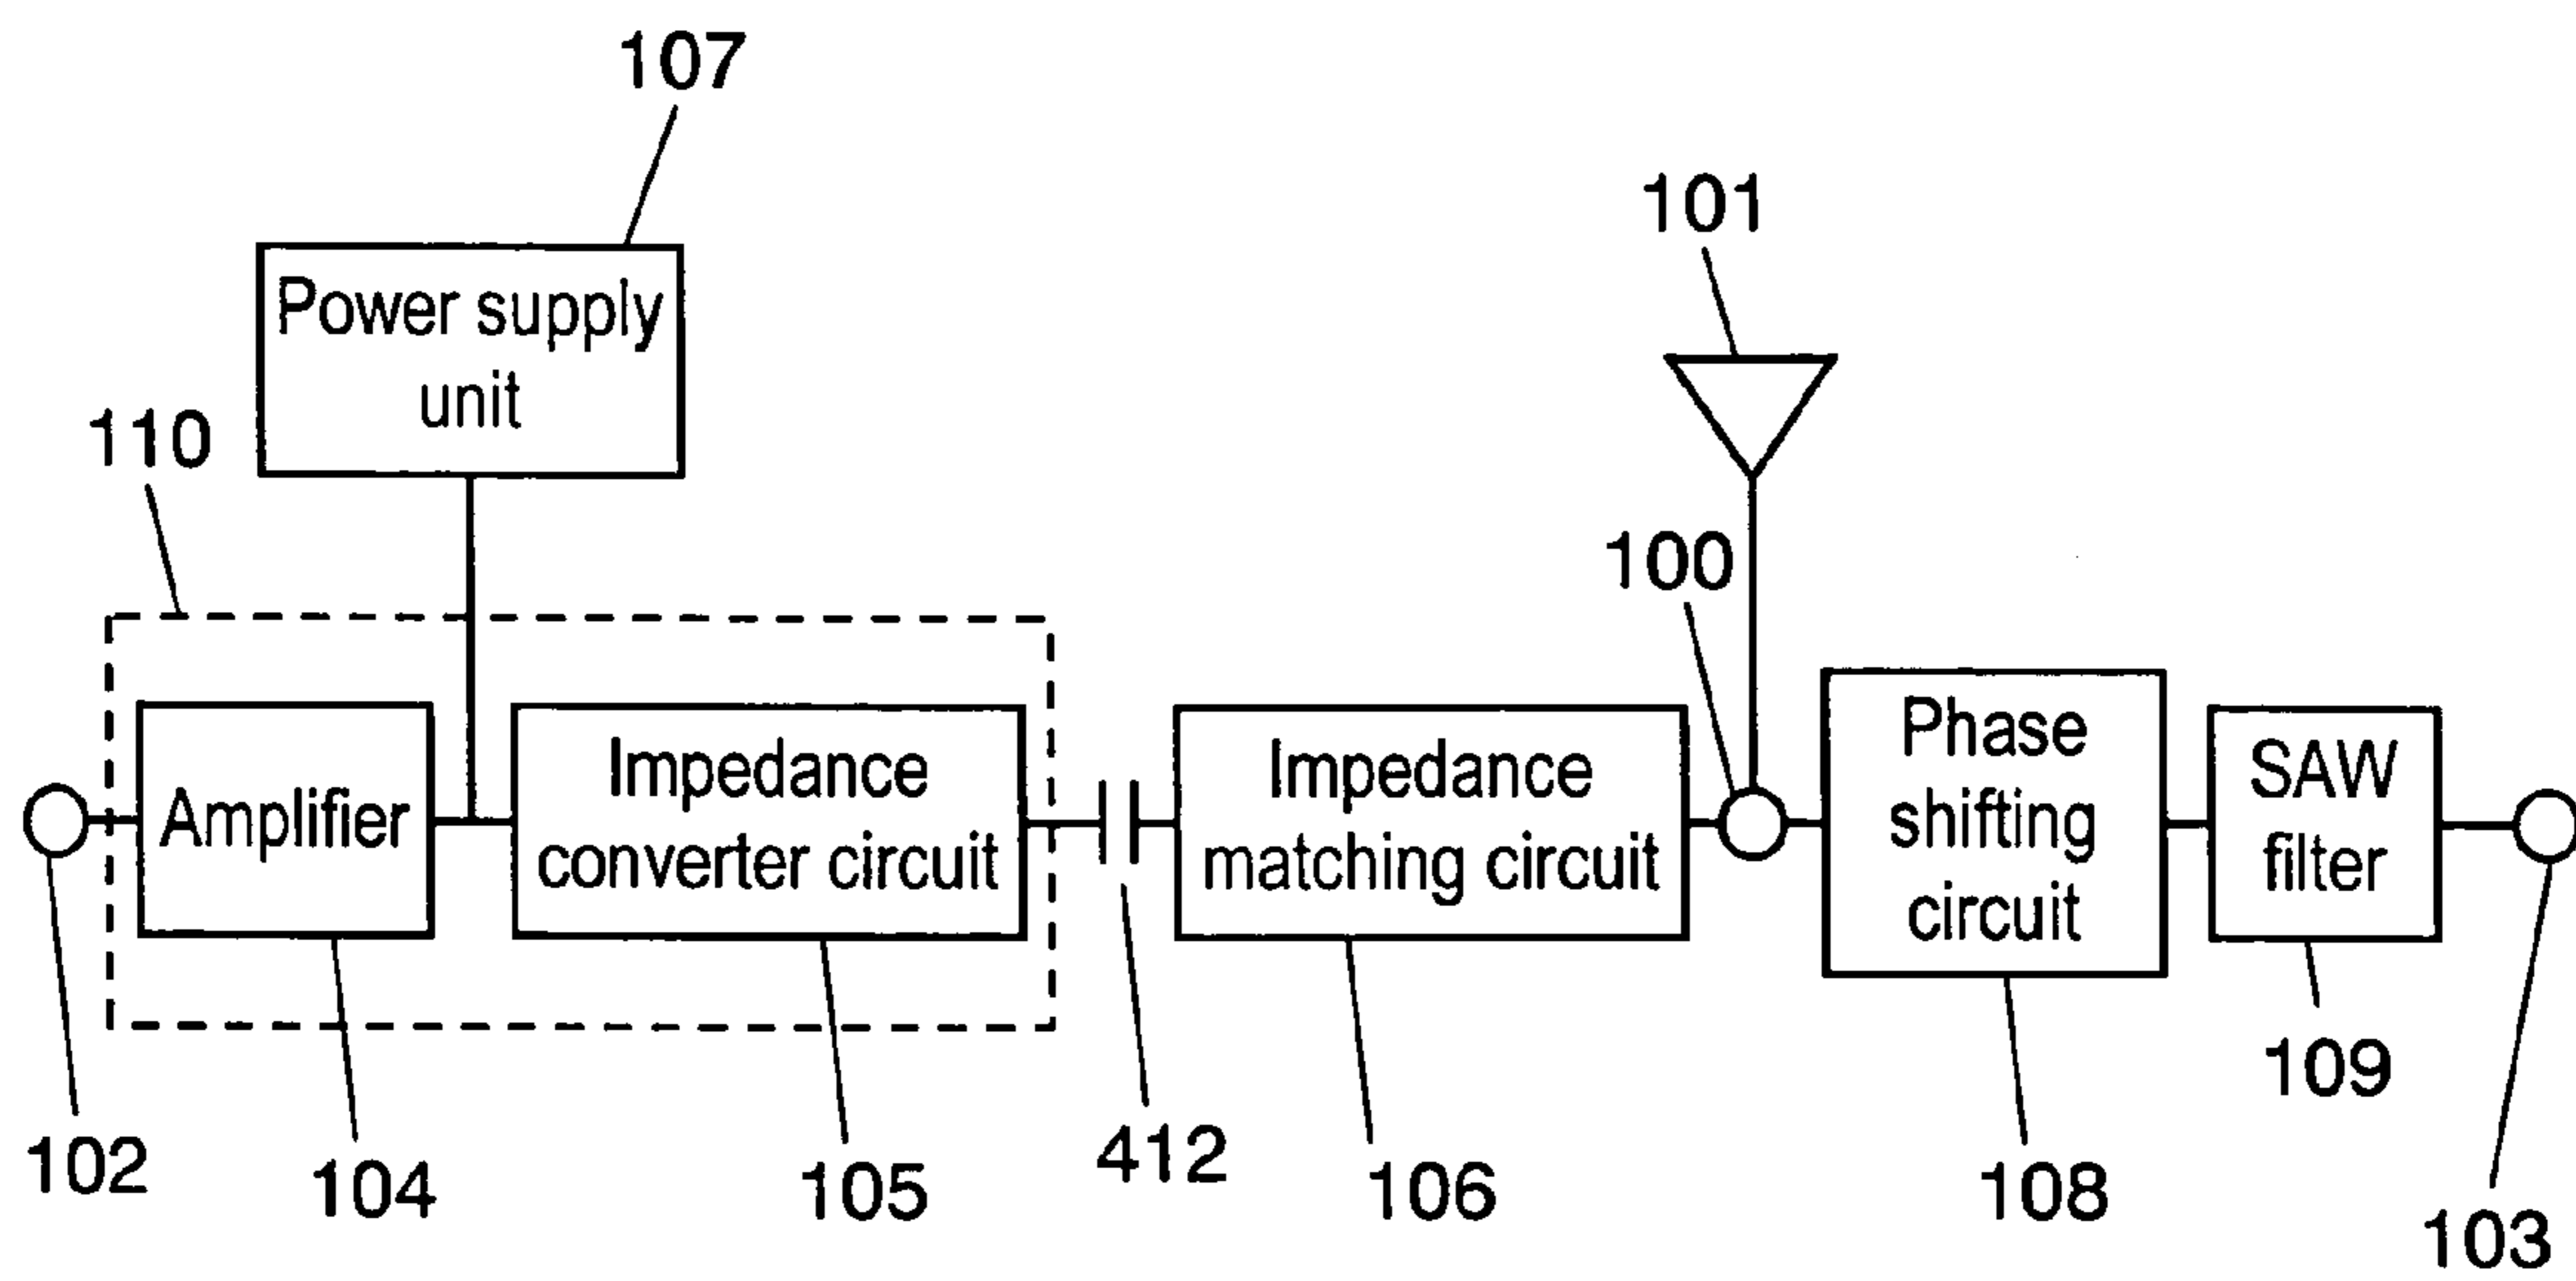 107
Power supply
unit
101
110
100
Amplifier
Impedance
converter circuit
Impedance
matching circuit
Phase
shifting
circuit
SAW
filter
102
104
105
412
106
108
109
103